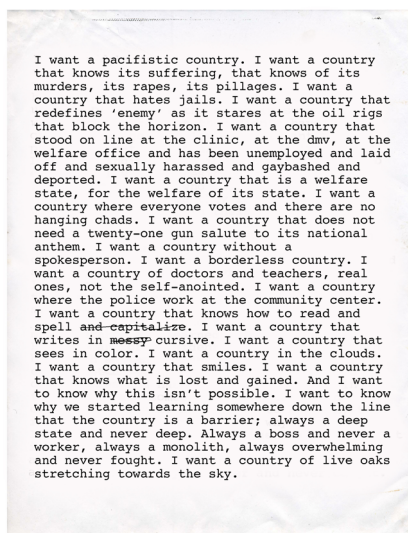 I want a pacifistic country. I want a country
that knows its suffering, that knows of its
murders, its rapes, its pillages. I want a
country that hates jails. I want a country that
redefines ‘enemy’ as it stares at the oil rigs
that block the horizon. I want a country that
stood on line at the clinic, at the dmv, at the
welfare office and has been unemployed and laid
off and sexually harassed and gaybashed and
deported. I want a country that is a welfare
state, for the welfare of its state. I want a
country where everyone votes and there are no
hanging chads. I want a country that does not
need a twenty-one gun salute to its national
anthem. I want a country without a
spokesperson. I want a borderless country. I
want a country of doctors and teachers, real
ones, not the self-anointed. I want a country
where the police work at the community center.
I want a country that knows how to read and
spell and capitalize. I want a country that
writes in messy cursive. I want a country that
sees in color. I want a country in the clouds.
I want a country that smiles. I want a country
that knows what is lost and gained. And I want
to know why this isn’t possible. I want to know
why we started learning somewhere down the line
that the country is a barrier; always a deep
state and never deep. Always a boss and never a
worker, always a monolith, always overwhelming
and never fought. I want a country of live oaks
stretching towards the sky.